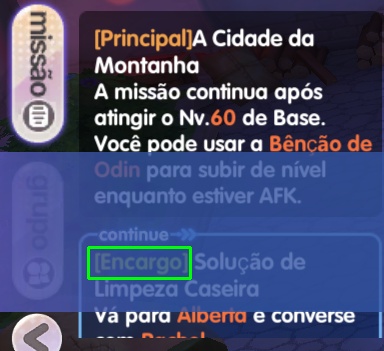 missão
[Principal]A Cidade da
Montanha
A missão continua após
atingir o Nv.60 de Base.
Você pode usar a Bênção de
Odin para subir de nível
enquanto estiver AFK.
grupo
continue
[Encargo] Solução de
Limpeza Caseira
Vá para Alberta e converse
com Rachel